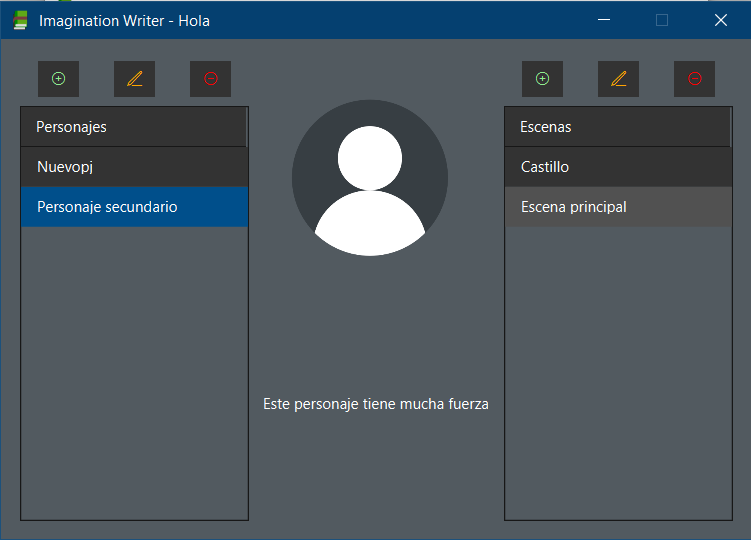 Imagination Writer - Hola
Personajes
Nuevopj
Personaje secundario
Este personaje tiene mucha fuerza
Escenas
Castillo
Escena principal